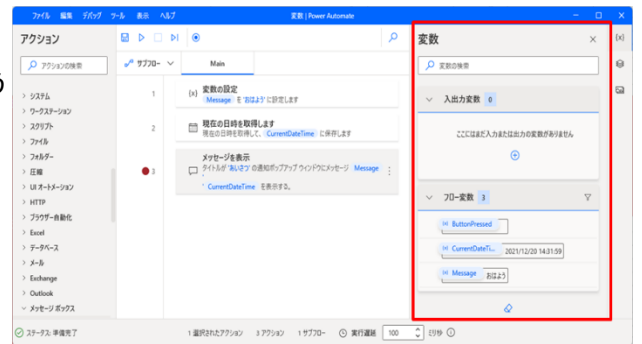 ファイル 編集 デバッグ ツール 表示 ヘルプ
変数 | Power Automate
アクション
アクションの検索
システム
ワークステーション
スクリプト
ファイル
フォルダー
圧縮
UI オートメーション
HTTP
ブラウザー自動化
Excel
データベース
メール
Exchange
Outlook
メッセージ ボックス
サブフロー
Main
1
{x} 変数の設定
Message を 'おはよう' に設定します
2
現在の日時を取得します
現在の日時を取得して、 CurrentDateTime に保存します
3
メッセージを表示
タイトルが 'あいさつ' の通知ポップアップ ウィンドウにメッセージ Message
' CurrentDateTime を表示する。
変数
{x}
変数の検索
入出力変数 0
ここにはまだ入力または出力の変数がありません
フロー変数 3
(x) ButtonPressed
(x) CurrentDateTi... 2021/12/20 14:31:59
(x) Message おはよう
ステータス: 準備完了
1 選択されたアクション
3 アクション
1 サブフロー
実行遅延 100 ミリ秒